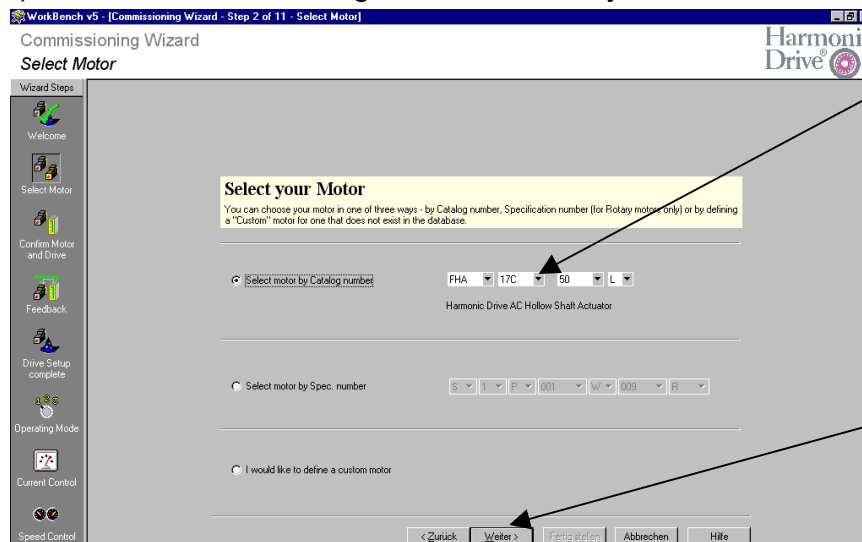 WorkBench v5 - [Commissioning Wizard - Step 2 of 11 - Select Motor]
Commissioning Wizard
Select Motor
Harmoni
Drive®
Wizard Steps
Welcome
Select Motor
Confirm Motor
and Drive
Feedback
Drive Setup
complete
Operating Mode
Current Control
Speed Control
Select your Motor
You can choose your motor in one of three ways - by Catalog number, Specification number (for Rotary motors only) or by defining
a "Custom" motor for one that does not exist in the database.
Select motor by Catalog number FHA 17C 50 L
Harmonic Drive AC Hollow Shaft Actuator
Select motor by Spec. number S 1 P 001 W 009 R
I would like to define a custom motor
< Zurück Weiter > Fertig stellen Abbrechen Hilfe